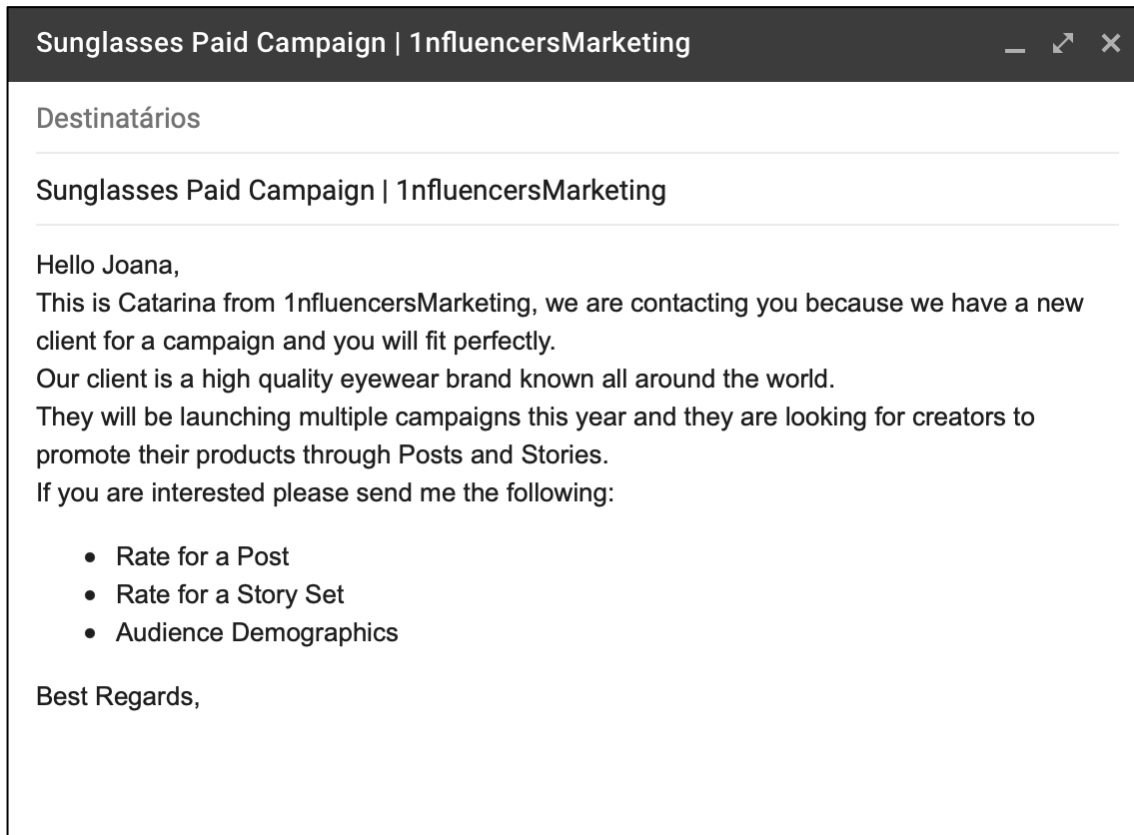 Sunglasses Paid Campaign | 1nfluencersMarketing
Destinatários
Sunglasses Paid Campaign | 1nfluencersMarketing
Hello Joana,
This is Catarina from 1nfluencersMarketing, we are contacting you because we have a new
client for a campaign and you will fit perfectly.
Our client is a high quality eyewear brand known all around the world.
They will be launching multiple campaigns this year and they are looking for creators to
promote their products through Posts and Stories.
If you are interested please send me the following:
• Rate for a Post
• Rate for a Story Set
• Audience Demographics
Best Regards,